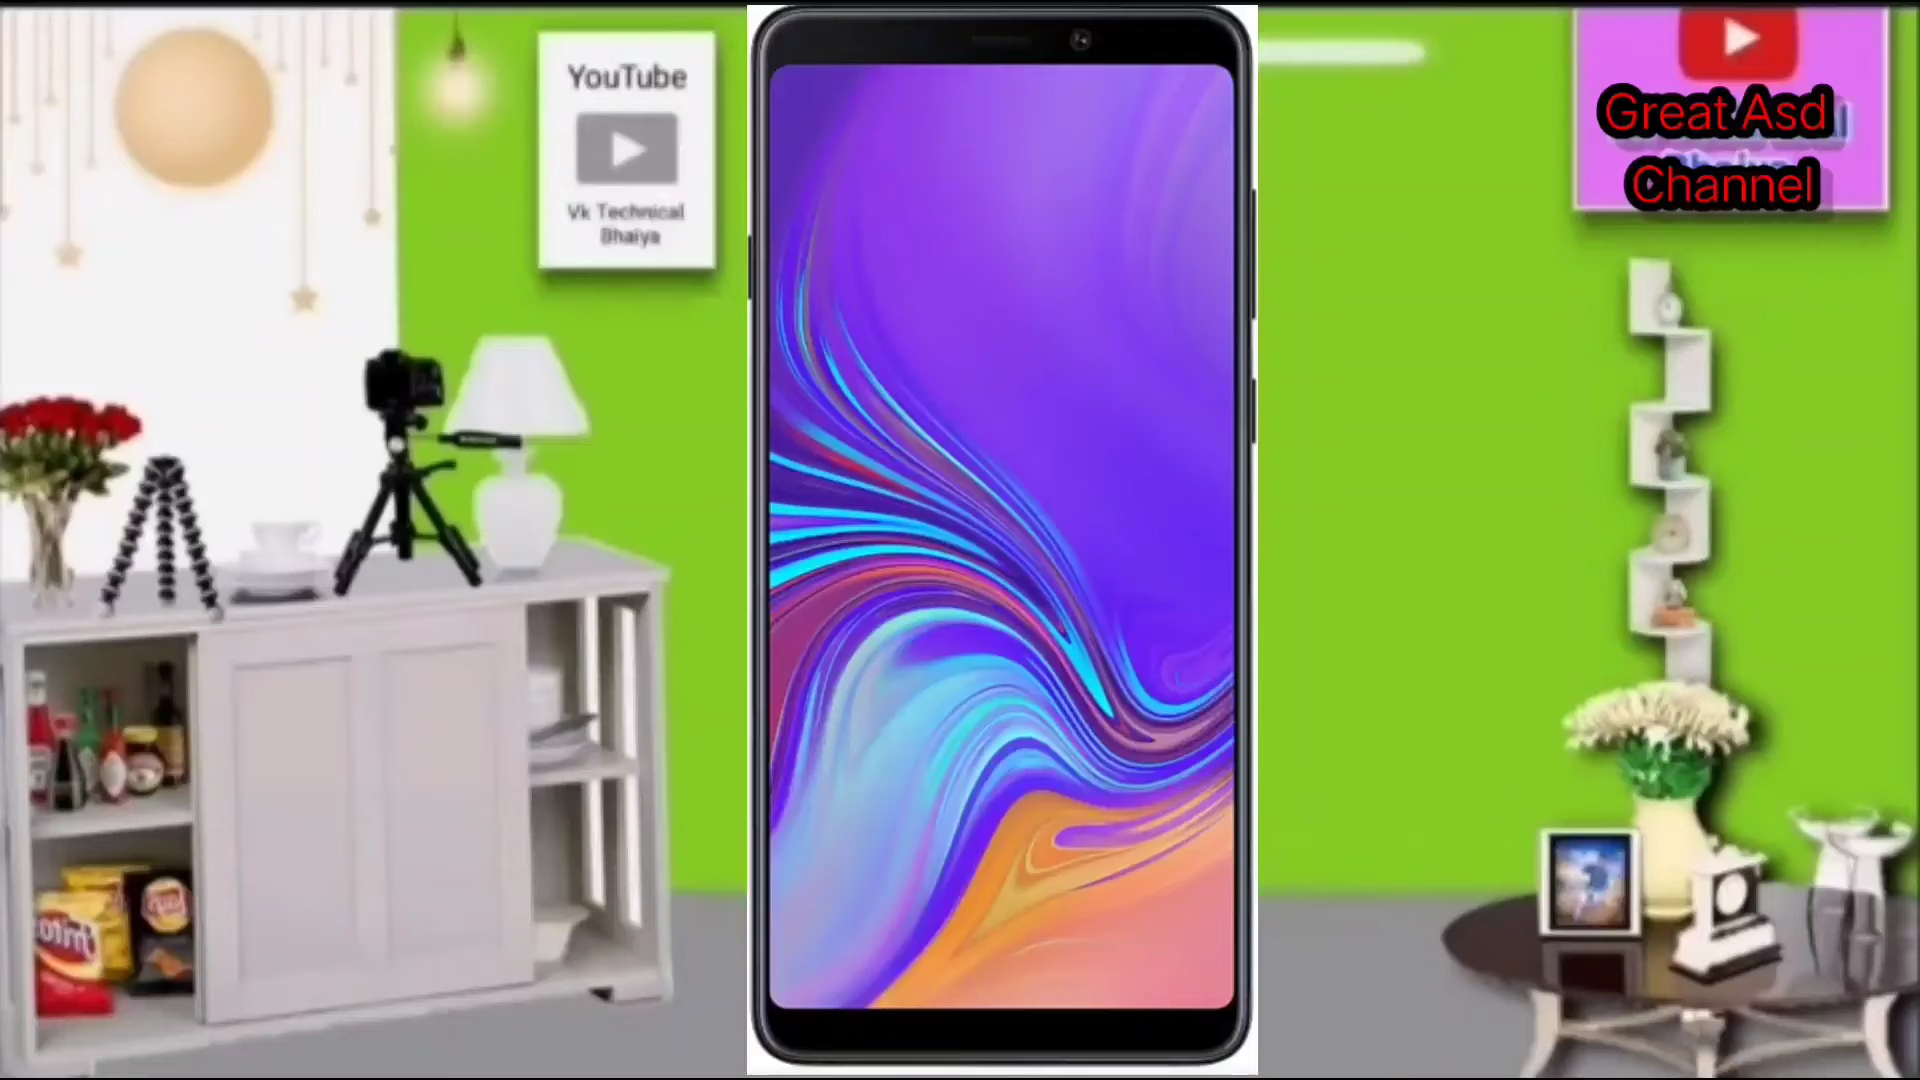 YouTube
Vk Technical
Bhaiya
Great Asd
Channel